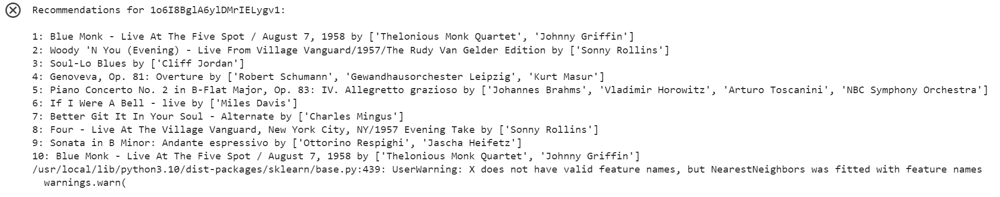 Recommendations for 1o6I8BglA6ylDMrIELygv1:
1: Blue Monk - Live At The Five Spot / August 7, 1958 by ['Thelonious Monk Quartet', 'Johnny Griffin']
2: Woody 'N You (Evening) - Live From Village Vanguard/1957/The Rudy Van Gelder Edition by ['Sonny Rollins']
3: Soul-Lo Blues by ['Cliff Jordan']
4: Genoveva, Op. 81: Overture by ['Robert Schumann', 'Gewandhausorchester Leipzig', 'Kurt Masur']
5: Piano Concerto No. 2 in B-Flat Major, Op. 83: IV. Allegretto grazioso by ['Johannes Brahms', 'Vladimir Horowitz', 'Arturo Toscanini', 'NBC Symphony Orchestra']
6: If I Were A Bell - live by ['Miles Davis']
7: Better Git It In Your Soul - Alternate by ['Charles Mingus']
8: Four - Live At The Village Vanguard, New York City, NY/1957 Evening Take by ['Sonny Rollins']
9: Sonata in B Minor: Andante espressivo by ['Ottorino Respighi', 'Jascha Heifetz']
10: Blue Monk - Live At The Five Spot / August 7, 1958 by ['Thelonious Monk Quartet', 'Johnny Griffin']
/usr/local/lib/python3.10/dist-packages/sklearn/base.py:439: UserWarning: X does not have valid feature names, but NearestNeighbors was fitted with feature names
  warnings.warn(